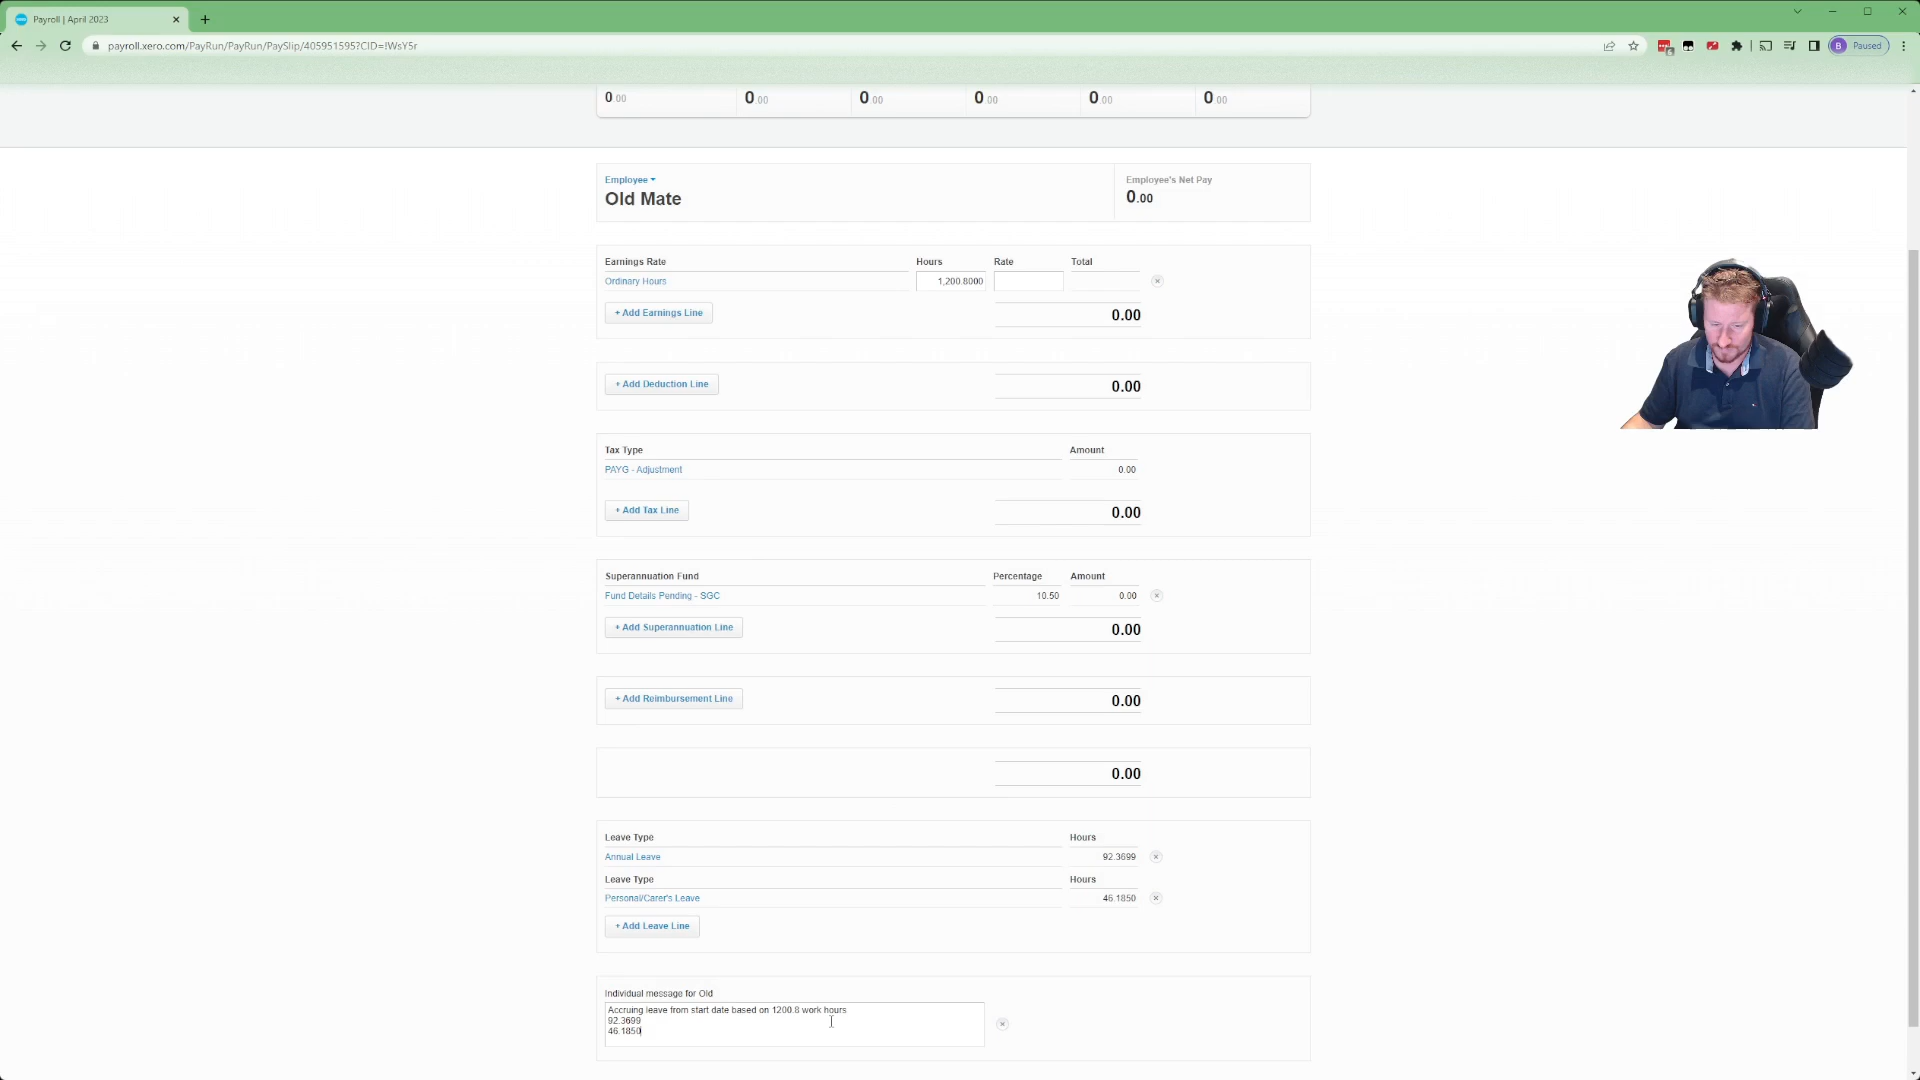 Payroll | April 2023
payroll.xero.com/PayRun/PayRun/PaySlip/405951595?CID=!WsY5r
B Paused
0.00 0.00 0.00 0.00 0.00 0.00
Employee
Employee's Net Pay
Old Mate
0.00
Earnings Rate Hours Rate Total
Ordinary Hours 1,200.8000
+ Add Earnings Line 0.00
+ Add Deduction Line 0.00
Tax Type Amount
PAYG - Adjustment 0.00
+ Add Tax Line 0.00
Superannuation Fund Percentage Amount
Fund Details Pending - SGC 10.50 0.00
+ Add Superannuation Line 0.00
+ Add Reimbursement Line 0.00
0.00
Leave Type Hours
Annual Leave 92.3699
Leave Type Hours
Personal/Carer's Leave 46.1850
+ Add Leave Line
Individual message for Old
Accruing leave from start date based on 1200.8 work hours
92.3699
46.1850